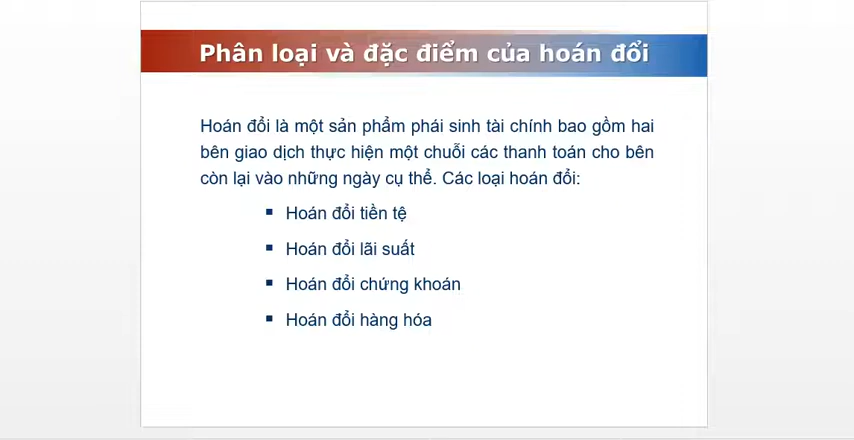 Phân loại và đặc điểm của hoán đổi
Hoán đổi là một sản phẩm phái sinh tài chính bao gồm hai
bên giao dịch thực hiện một chuỗi các thanh toán cho bên
còn lại vào những ngày cụ thể. Các loại hoán đổi:
▪ Hoán đổi tiền tệ
▪ Hoán đổi lãi suất
▪ Hoán đổi chứng khoán
▪ Hoán đổi hàng hóa